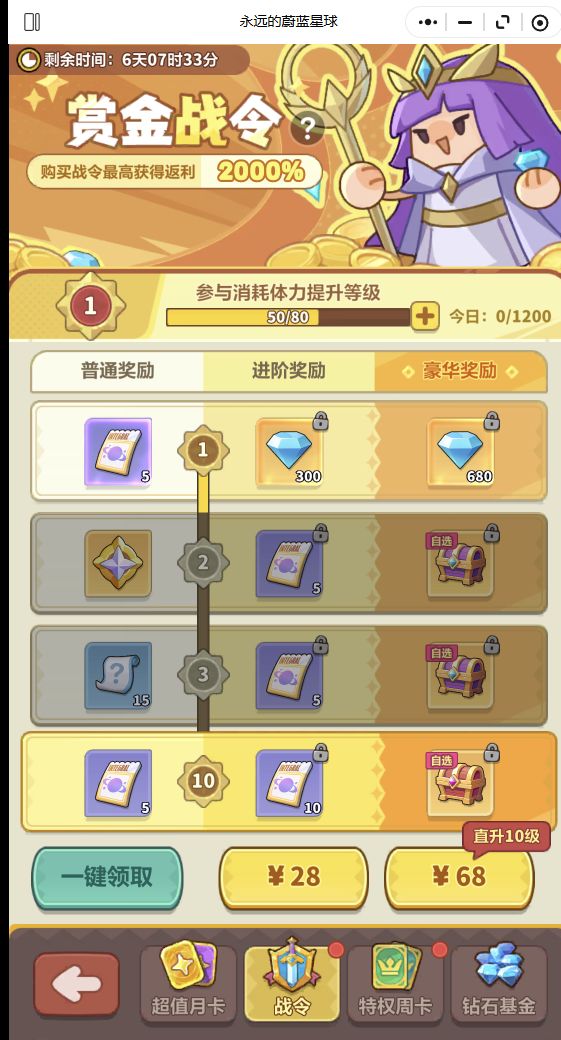 永远的蔚蓝星球
剩余时间：6天07时33分
赏金战令
?
购买战令最高获得返利 2000%
1
参与消耗体力提升等级
50/80
今日：0/1200
普通奖励 进阶奖励 豪华奖励
INTEGRAL
5
1
300
680
2
INTEGRAL
5
自选
?
15
3
INTEGRAL
5
自选
INTEGRAL
5
10
INTEGRAL
10
自选
直升10级
一键领取 ¥28 ¥68
超值月卡 战令 特权周卡 钻石基金